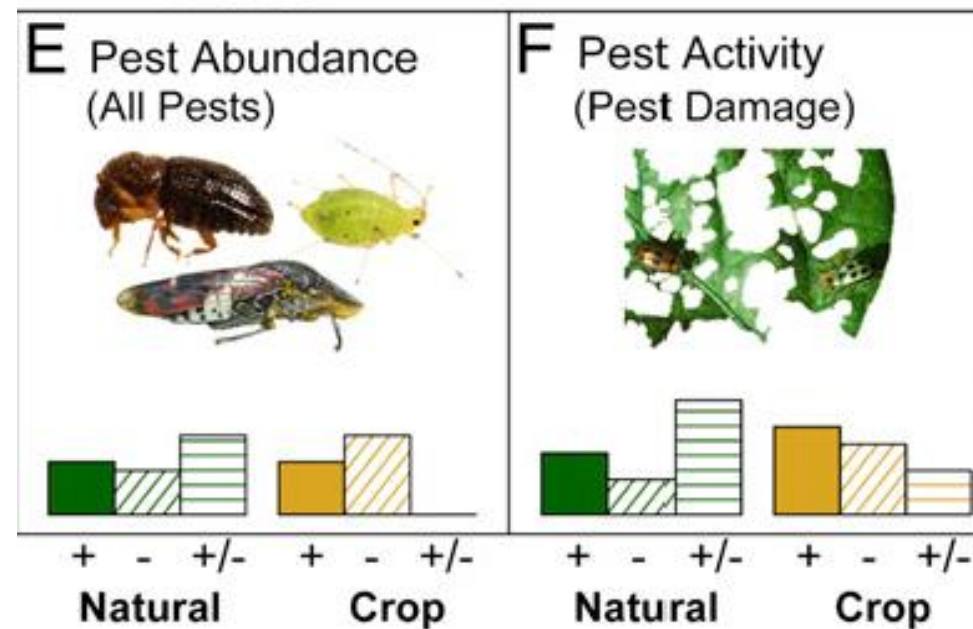 E Pest Abundance
(All Pests)
F Pest Activity
(Pest Damage)
+ - +/- + - +/-
Natural Crop
+ - +/- + - +/-
Natural Crop